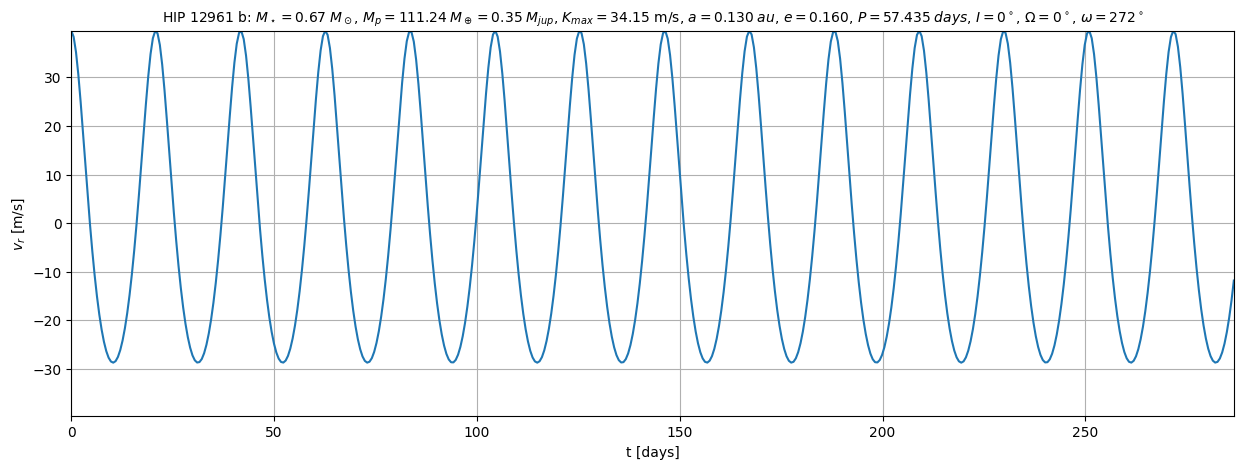 HIP 12961 b: M⋆ = 0.67 M⊙, Mp = 111.24 M⊕ = 0.35 Mjup, Kmax = 34.15 m/s, a = 0.130 au, e = 0.160, P = 57.435 days, I = 0°, Ω = 0°, ω = 272°
30
20
10
0
−10
−20
−30
vr [m/s]
0 50 100 150 200 250
t [days]